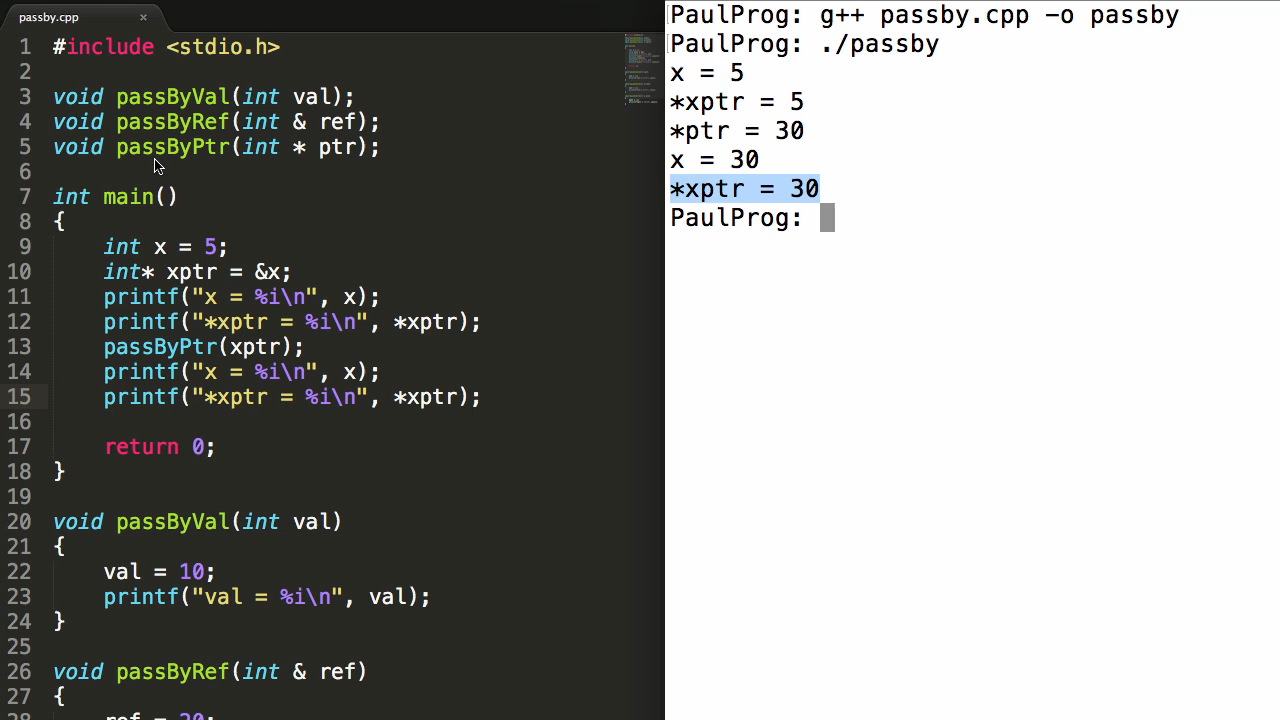 passby.cpp ×
1 #include <stdio.h>
2
3 void passByVal(int val);
4 void passByRef(int & ref);
5 void passByPtr(int * ptr);
6
7 int main()
8 {
9 int x = 5;
10 int* xptr = &x;
11 printf("x = %i\n", x);
12 printf("*xptr = %i\n", *xptr);
13 passByPtr(xptr);
14 printf("x = %i\n", x);
15 printf("*xptr = %i\n", *xptr);
16
17 return 0;
18 }
19
20 void passByVal(int val)
21 {
22 val = 10;
23 printf("val = %i\n", val);
24 }
25
26 void passByRef(int & ref)
27 {
28 ref = 20;
PaulProg: g++ passby.cpp -o passby
PaulProg: ./passby
x = 5
*xptr = 5
*ptr = 30
x = 30
*xptr = 30
PaulProg: